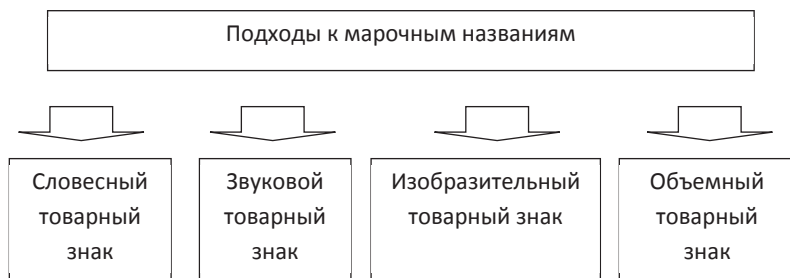 Подходы к марочным названиям
Словесный
товарный
знак
Звуковой
товарный
знак
Изобразительный
товарный знак
Объемный
товарный
знак